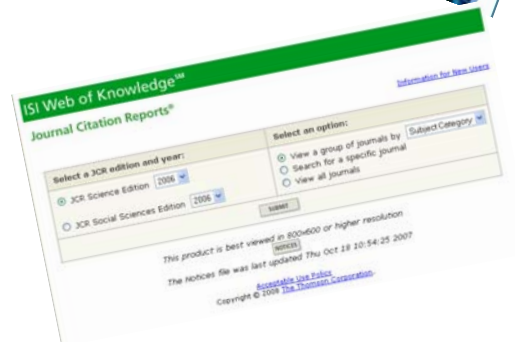 ISI Web of Knowledge℠
Journal Citation Reports®
Information for New Users
Select a JCR edition and year:
JCR Science Edition 2006
JCR Social Sciences Edition 2006
Select an option:
View a group of journals by Subject Category
Search for a specific journal
View all journals
SUBMIT
This product is best viewed in 800x600 or higher resolution
NOTICES
The Notices file was last updated Thu Oct 18 10:54:25 2007
Acceptable Use Policy
Copyright © 2008 The Thomson Corporation.